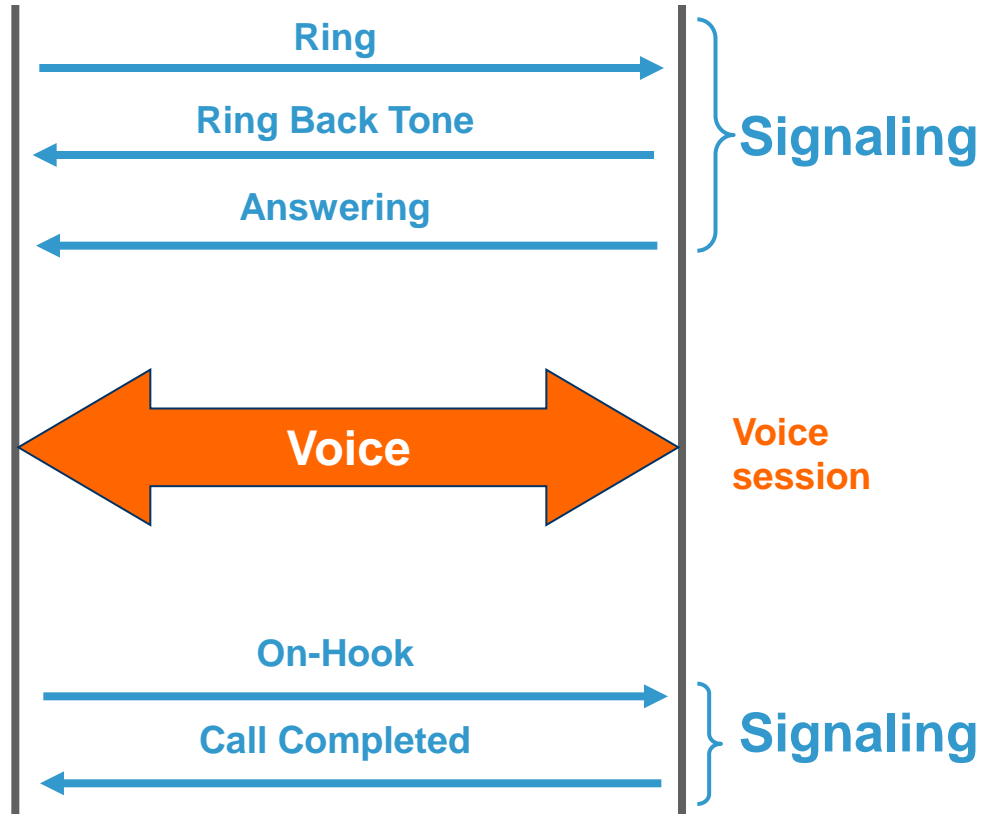 Ring
Ring Back Tone
Signaling
Answering
Voice
Voice
session
On-Hook
Call Completed
Signaling